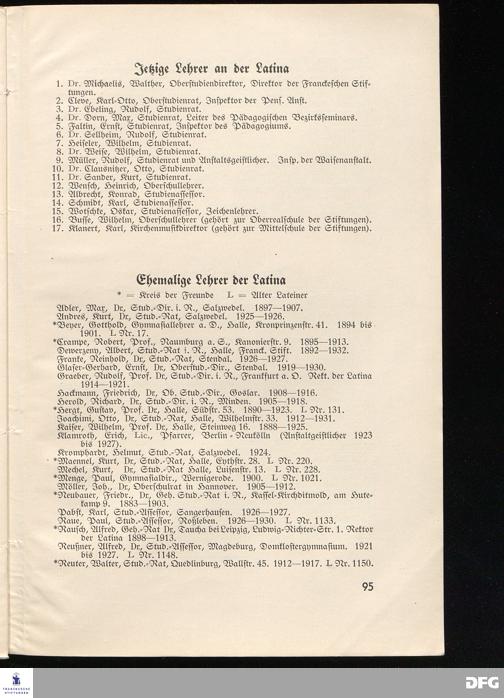 Jetzige Lehrer an der Latina
1. Dr. Michaelis, Walther, Oberstudiendirektor, Direktor der Franckeschen Stif-
tungen.
2. Cleve, Karl-Otto, Oberstudienrat, Inspektor der Pens. Anst.
3. Dr. Ebeling, Rudolf, Studienrat.
4. Dr. Dorn, Max, Studienrat, Leiter des Pädagogischen Bezirksseminars.
5. Faltin, Ernst, Studienrat, Inspektor des Pädagogiums.
6. Dr. Sellheim, Rudolf, Studienrat.
7. Heiseler, Wilhelm, Studienrat.
8. Dr. Weise, Wilhelm, Studienrat.
9. Müller, Rudolf, Studienrat und Anstaltsgeistlicher. Insp. der Waisenanstalt.
10. Dr. Clausnitzer, Otto, Studienrat.
11. Dr. Sander, Kurt, Studienrat.
12. Wensch, Heinrich, Oberschullehrer.
13. Albrecht, Konrad, Studienassessor.
14. Schmidt, Karl, Studienassessor.
15. Wotschke, Oskar, Studienassessor, Zeichenlehrer.
16. Busse, Wilhelm, Oberschullehrer (gehört zur Oberrealschule der Stiftungen).
17. Klanert, Karl, Kirchenmusikdirektor (gehört zur Mittelschule der Stiftungen).
Ehemalige Lehrer der Latina
* = Kreis der Freunde L = Alter Lateiner
Adler, Max, Dr, Stud.-Dir. i. R., Salzwedel. 1897—1907.
Andres, Kurt, Dr, Stud.-Rat, Salzwedel. 1925—1926.
*Beyer, Gotthold, Gymnasiallehrer a. D., Halle, Kronprinzenstr. 41. 1894 bis
1901. L Nr. 17.
*Crampe, Robert, Prof., Naumburg a. S., Kanonierstr. 9. 1895—1913.
Dewerzeny, Albert, Stud.-Rat i. R., Halle, Franck. Stift. 1892—1932.
Franke, Reinhold, Dr, Stud.-Rat, Stendal. 1926—1927.
Glaser-Gerhard, Ernst, Dr, Oberstud.-Dir., Stendal. 1919—1930.
Graeber, Rudolf, Prof. Dr, Stud.-Dir. i. R., Frankfurt a. O. Rekt. der Latina
1914—1921.
Hackmann, Friedrich, Dr, Ob. Stud.-Dir., Goslar. 1908—1916.
Herold, Richard, Dr, Stud.-Dir. i. R., Minden. 1905—1918.
*Hergt, Gustav, Prof. Dr, Halle, Südstr. 53. 1890—1923. L Nr. 131.
Joachimi, Otto, Dr, Stud.-Rat, Halle, Wilhelmstr. 33. 1912—1931.
Kaiser, Wilhelm, Prof. Dr, Halle, Steinweg 16. 1888—1925.
Klamroth, Erich, Lic., Pfarrer, Berlin-Neukölln (Anstaltgeistlicher 1923
bis 1927).
Kromphardt, Helmut, Stud.-Rat, Salzwedel. 1924.
*Maennel, Kurt, Dr, Stud.-Rat, Halle, Eythstr. 28. L Nr. 220.
Mechel, Kurt, Dr, Stud.-Rat Halle, Luisenstr. 13. L Nr. 228.
*Menge, Paul, Gymnasialdir., Wernigerode. 1900. L Nr. 1021.
Möller, Joh., Dr, Oberschulrat in Hannover. 1905—1912.
*Neubauer, Friedr., Dr, Geh. Stud.-Rat i. R., Kassel-Kirchditmold, am Hute-
kamp 9. 1883—1903.
Pabst, Karl, Stud.-Assessor, Sangerhausen. 1926—1927.
Raue, Paul, Stud.-Assessor, Roßleben. 1926—1930. L Nr. 1133.
*Rausch, Alfred, Geh.-Rat Dr, Taucha bei Leipzig, Ludwig-Richter-Str. 1. Rektor
der Latina 1898—1913.
Reußner, Alfred, Dr, Stud.-Assessor, Magdeburg, Domklostergymnasium. 1921
bis 1927. L Nr. 1148.
*Reuter, Walter, Stud.-Rat, Quedlinburg, Wallstr. 45. 1912—1917. L Nr. 1150.
95
FRANCKESCHE
STIFTUNGEN
DFG